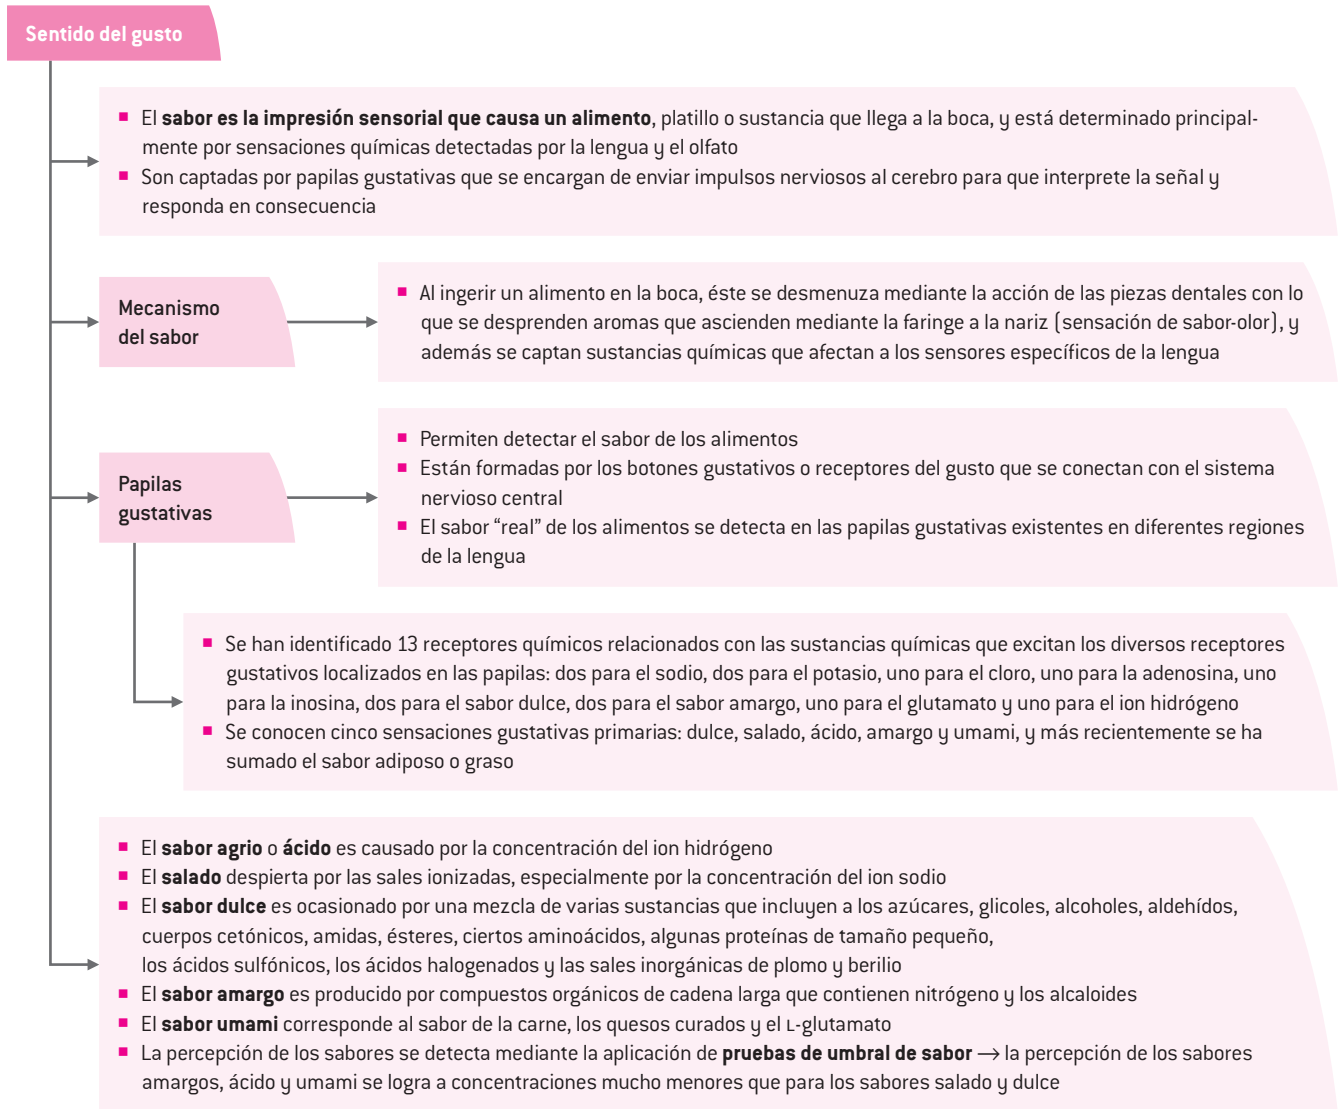 Sentido del gusto
■ El sabor es la impresión sensorial que causa un alimento, platillo o sustancia que llega a la boca, y está determinado principal-
mente por sensaciones químicas detectadas por la lengua y el olfato
■ Son captadas por papilas gustativas que se encargan de enviar impulsos nerviosos al cerebro para que interprete la señal y
responda en consecuencia
Mecanismo
del sabor
■ Al ingerir un alimento en la boca, éste se desmenuza mediante la acción de las piezas dentales con lo
que se desprenden aromas que ascienden mediante la faringe a la nariz (sensación de sabor-olor), y
además se captan sustancias químicas que afectan a los sensores específicos de la lengua
Papilas
gustativas
■ Permiten detectar el sabor de los alimentos
■ Están formadas por los botones gustativos o receptores del gusto que se conectan con el sistema
nervioso central
■ El sabor “real” de los alimentos se detecta en las papilas gustativas existentes en diferentes regiones
de la lengua
■ Se han identificado 13 receptores químicos relacionados con las sustancias químicas que excitan los diversos receptores
gustativos localizados en las papilas: dos para el sodio, dos para el potasio, uno para el cloro, uno para la adenosina, uno
para la inosina, dos para el sabor dulce, dos para el sabor amargo, uno para el glutamato y uno para el ion hidrógeno
■ Se conocen cinco sensaciones gustativas primarias: dulce, salado, ácido, amargo y umami, y más recientemente se ha
sumado el sabor adiposo o graso
■ El sabor agrio o ácido es causado por la concentración del ion hidrógeno
■ El salado despierta por las sales ionizadas, especialmente por la concentración del ion sodio
■ El sabor dulce es ocasionado por una mezcla de varias sustancias que incluyen a los azúcares, glicoles, alcoholes, aldehídos,
cuerpos cetónicos, amidas, ésteres, ciertos aminoácidos, algunas proteínas de tamaño pequeño,
los ácidos sulfónicos, los ácidos halogenados y las sales inorgánicas de plomo y berilio
■ El sabor amargo es producido por compuestos orgánicos de cadena larga que contienen nitrógeno y los alcaloides
■ El sabor umami corresponde al sabor de la carne, los quesos curados y el L-glutamato
■ La percepción de los sabores se detecta mediante la aplicación de pruebas de umbral de sabor → la percepción de los sabores
amargos, ácido y umami se logra a concentraciones mucho menores que para los sabores salado y dulce